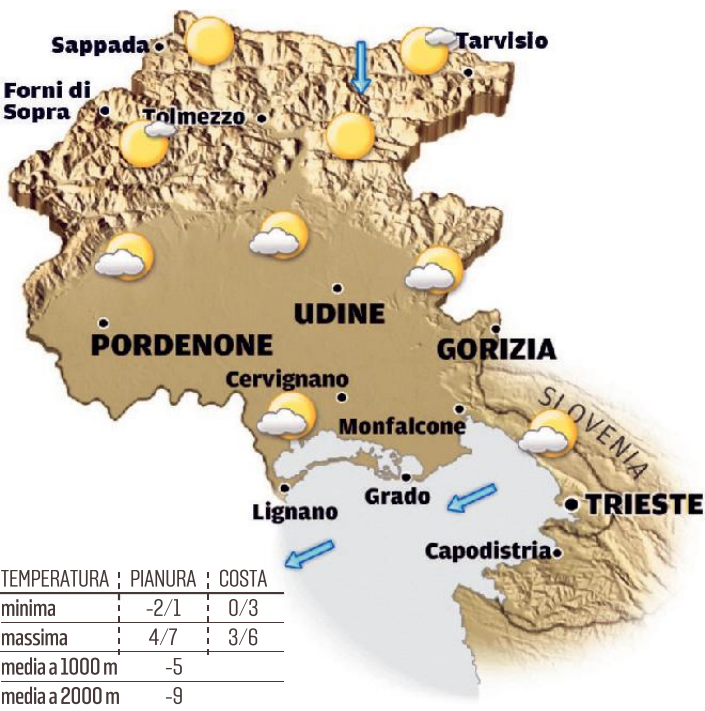 Sappada
Tarvisio
Forni di
Sopra
Tolmezzo
UDINE
PORDENONE
GORIZIA
Cervignano
SLOVENIA
Monfalcone
Grado
Lignano
TRIESTE
Capodistria
TEMPERATURA PIANURA COSTA
minima -2/1 0/3
massima 4/7 3/6
media a 1000 m -5
media a 2000 m -9